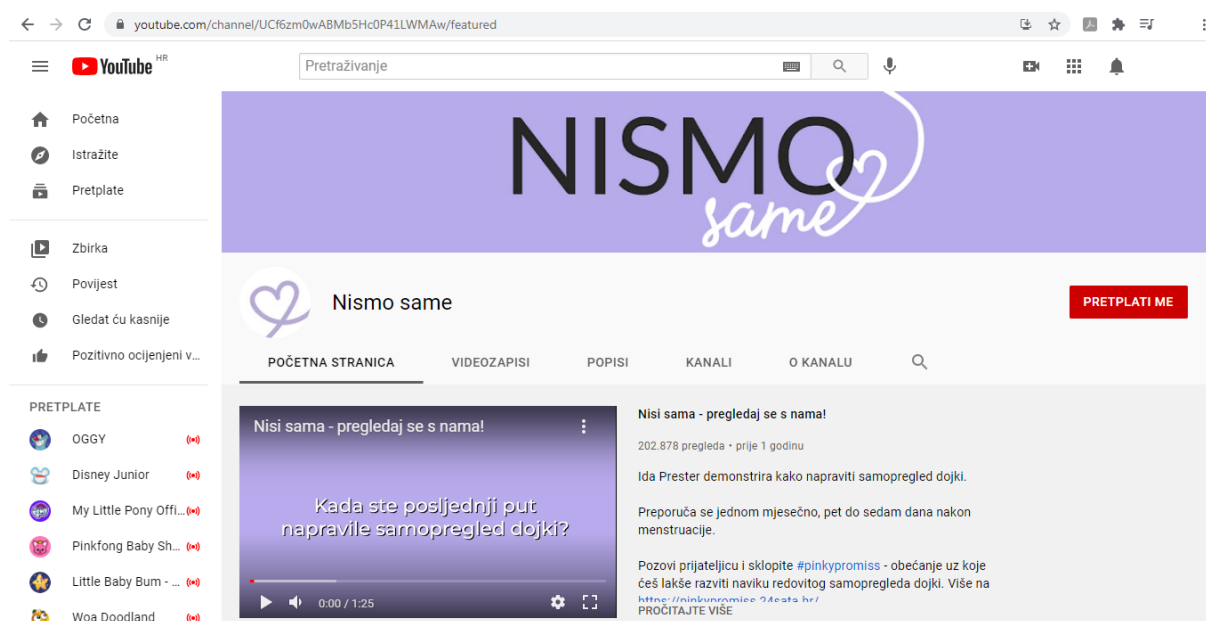 youtube.com/channel/UCf6zm0wABMb5Hc0P41LWMAw/featured
YouTube HR
Pretraživanje
Početna
Istražite
Pretplate
Zbirka
Povijest
Gledat ću kasnije
Pozitivno ocijenjeni v...
PRETPLATE
OGGY
Disney Junior
My Little Pony Offi...
Pinkfong Baby Sh...
Little Baby Bum - ...
Woa Doodland
NISMO
same
Nismo same
PRETPLATI ME
POČETNA STRANICA VIDEOZAPISI POPISI KANALI O KANALU
Nisi sama - pregledaj se s nama!
Kada ste posljednji put
napravile samopregled dojki?
0:00 / 1:25
Nisi sama - pregledaj se s nama!
202.878 pregleda • prije 1 godinu
Ida Prester demonstrira kako napraviti samopregled dojki.
Preporuča se jednom mjesečno, pet do sedam dana nakon
menstruacije.
Pozovi prijateljicu i sklopite #pinkypromiss - obećanje uz koje
ćeš lakše razviti naviku redovitog samopregleda dojki. Više na
https://pinkypromiss.24sata.hr/
PROČITAJTE VIŠE